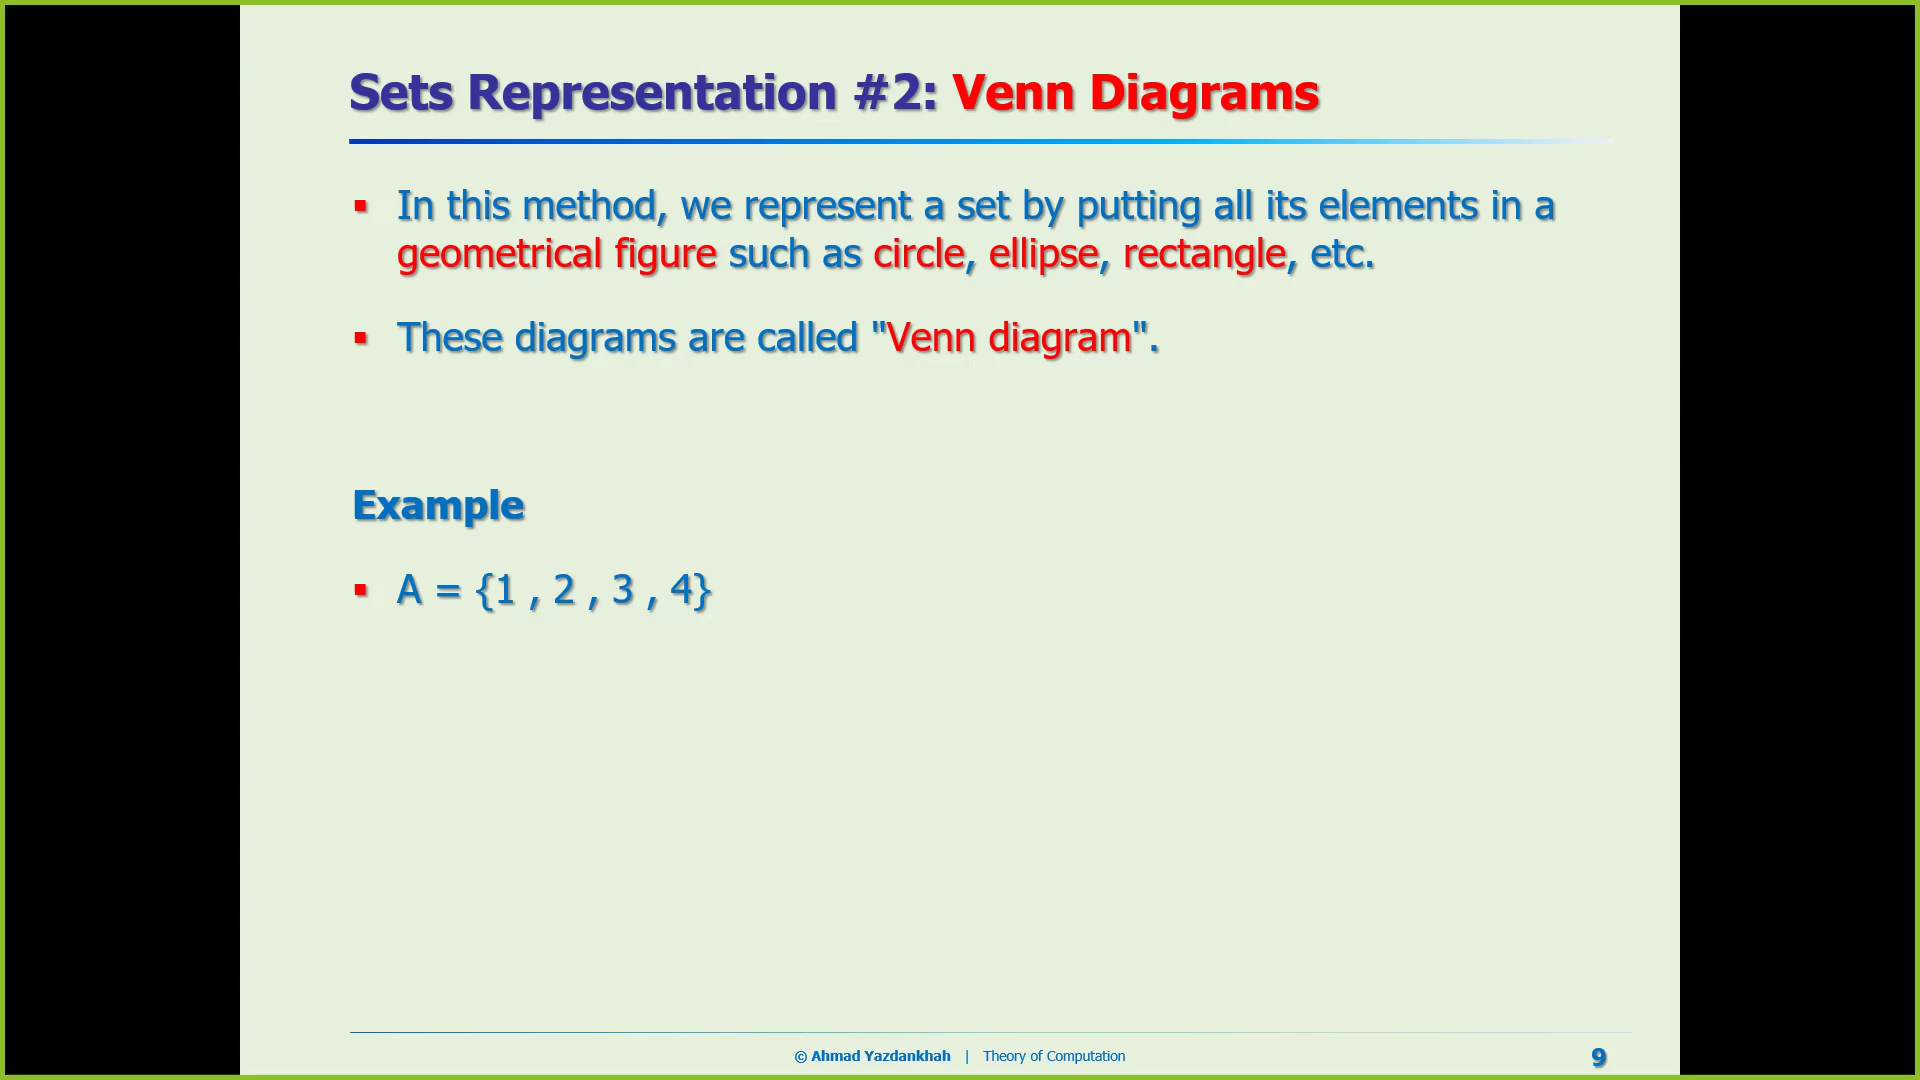 Sets Representation #2: Venn Diagrams
▪ In this method, we represent a set by putting all its elements in a
geometrical figure such as circle, ellipse, rectangle, etc.
▪ These diagrams are called "Venn diagram".
Example
▪ A = {1 , 2 , 3 , 4}
© Ahmad Yazdankhah | Theory of Computation
9